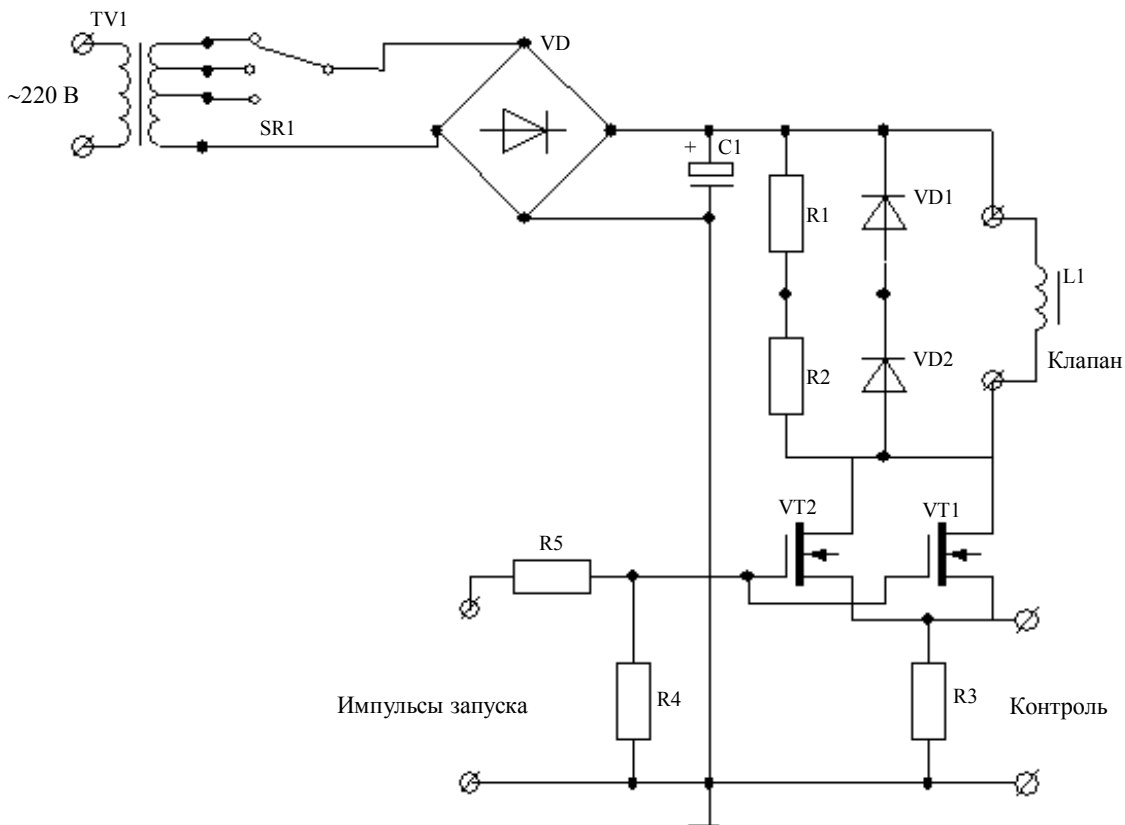 TV1
VD
~220 В
SR1
+ C1
R1
VD1
L1
R2
VD2
Клапан
VT2
VT1
R5
Импульсы запуска
R4
R3
Контроль